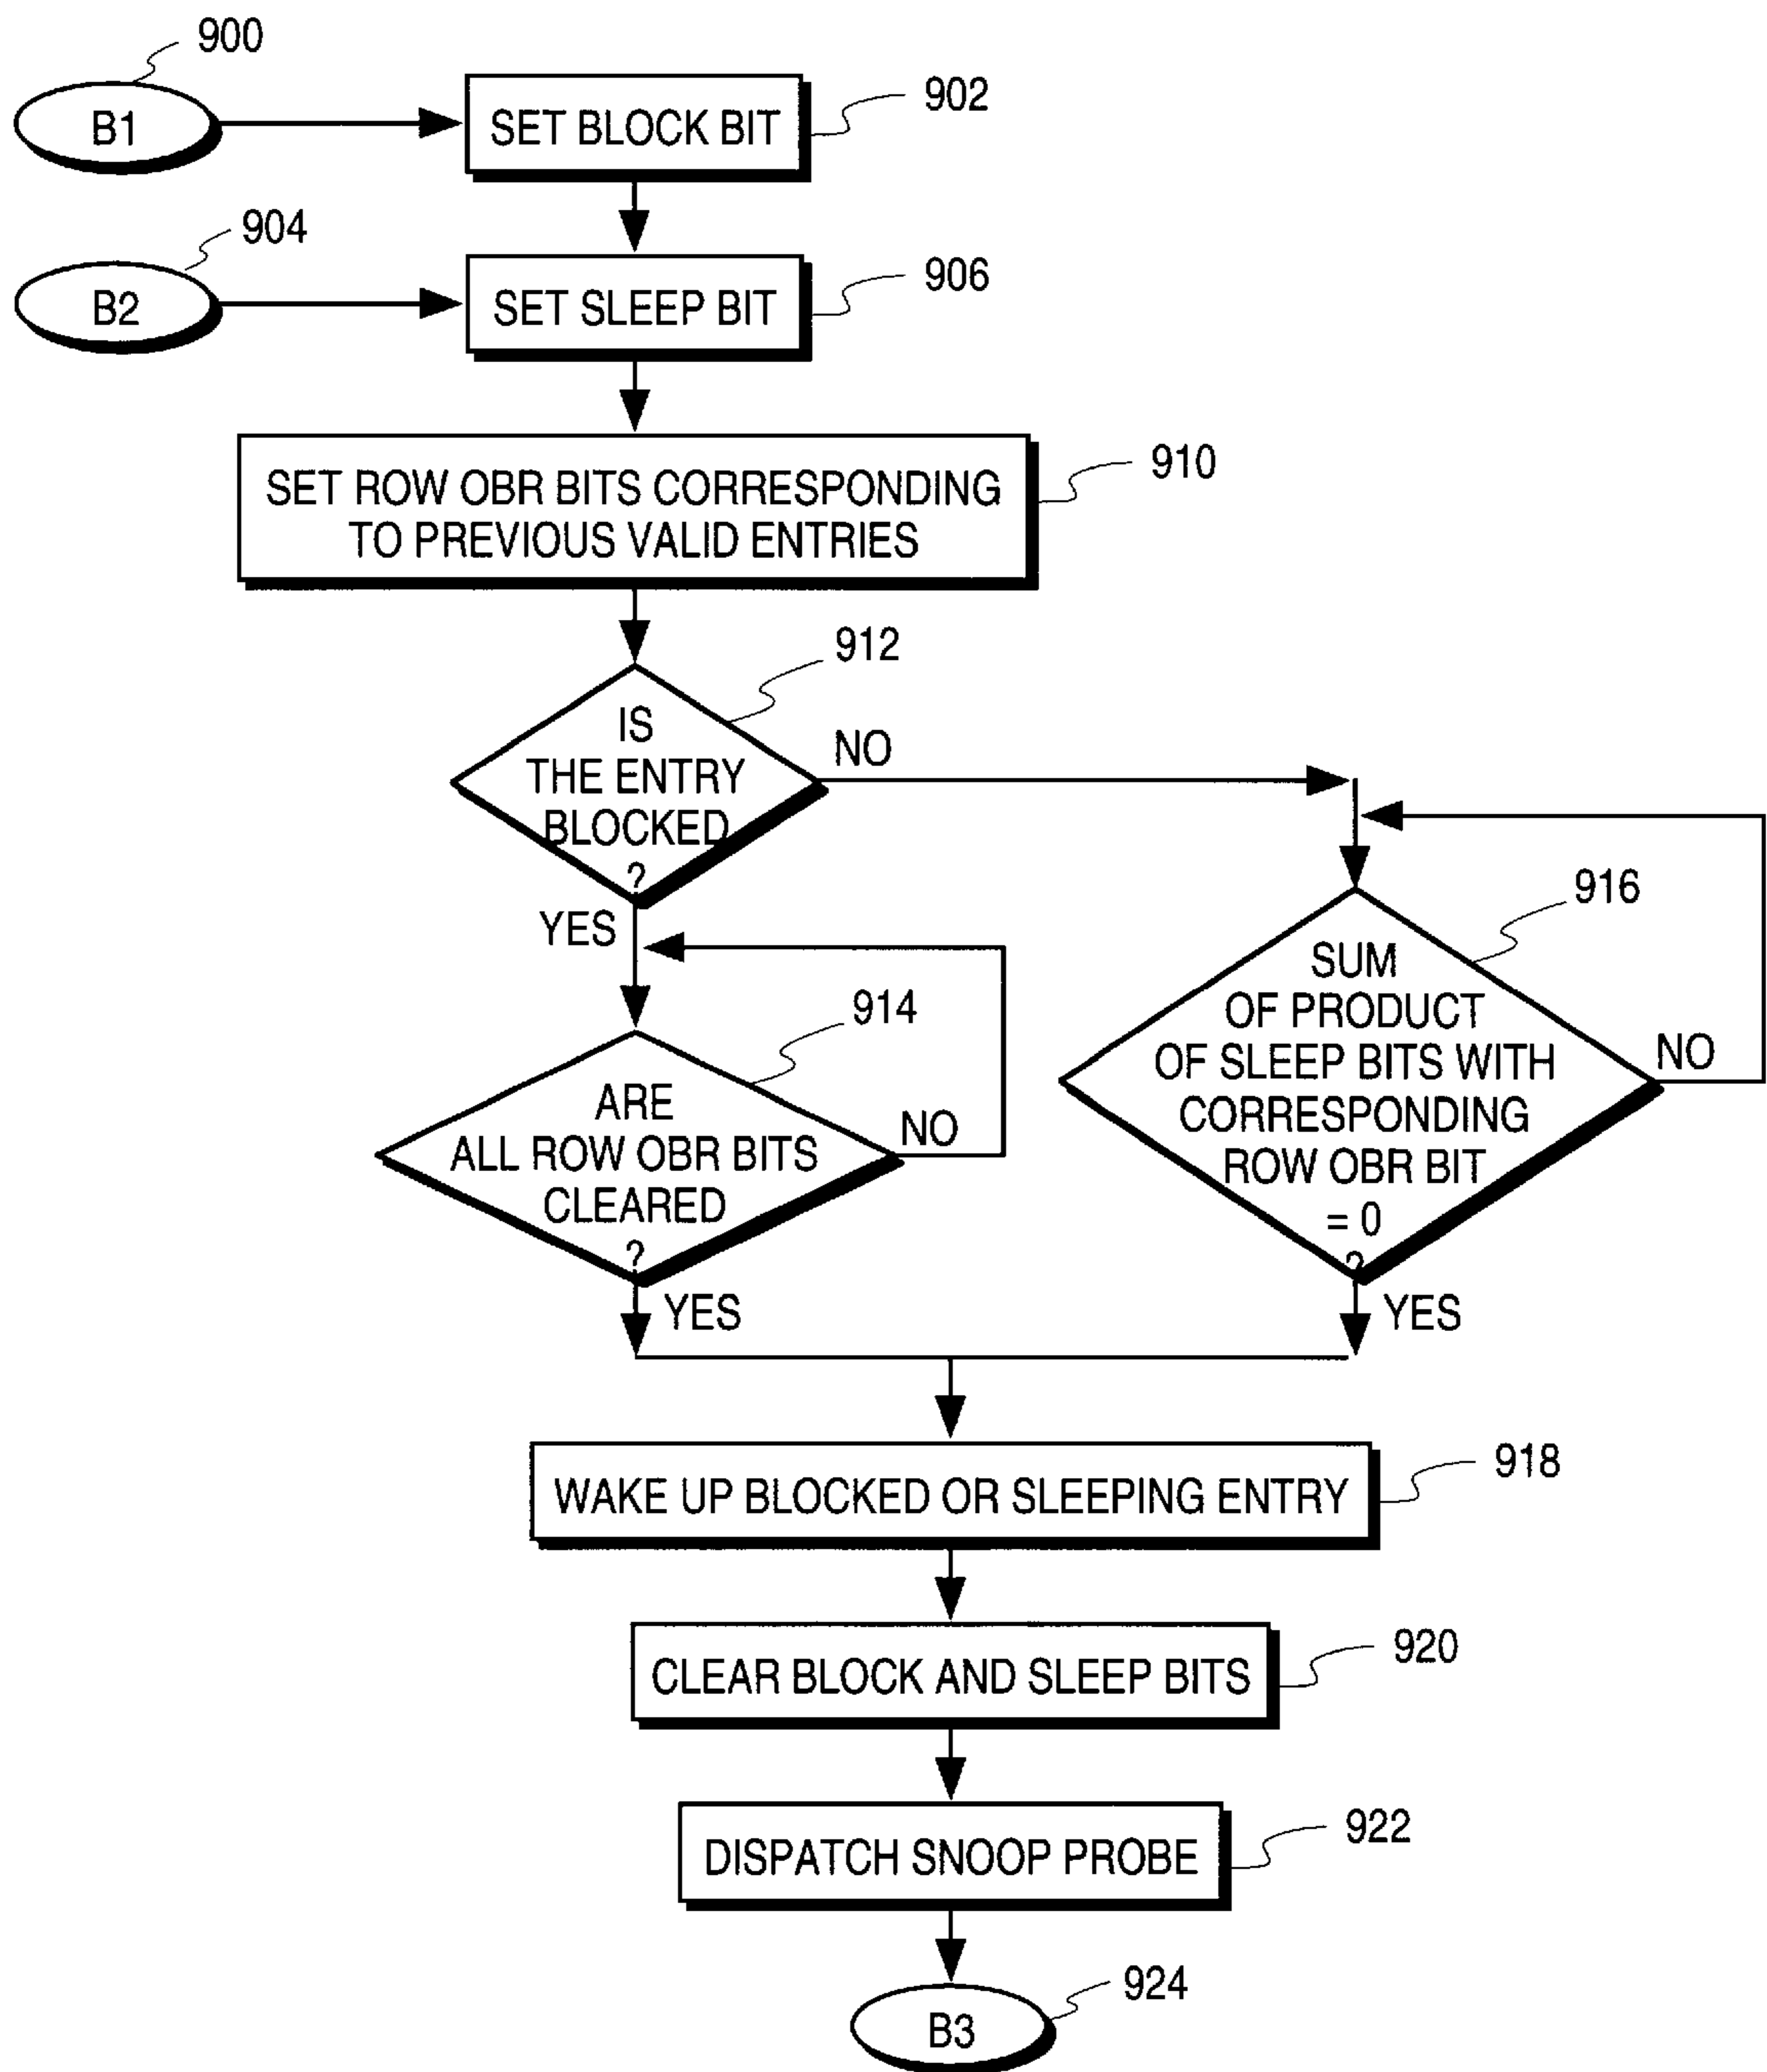 900
B1
SET BLOCK BIT
902
904
B2
SET SLEEP BIT
906
SET ROW OBR BITS CORRESPONDING
TO PREVIOUS VALID ENTRIES
910
912
IS
THE ENTRY
BLOCKED
?
NO
YES
914
ARE
ALL ROW OBR BITS
CLEARED
?
NO
YES
916
SUM
OF PRODUCT
OF SLEEP BITS WITH
CORRESPONDING
ROW OBR BIT
= 0
?
NO
YES
WAKE UP BLOCKED OR SLEEPING ENTRY
918
CLEAR BLOCK AND SLEEP BITS
920
DISPATCH SNOOP PROBE
922
924
B3